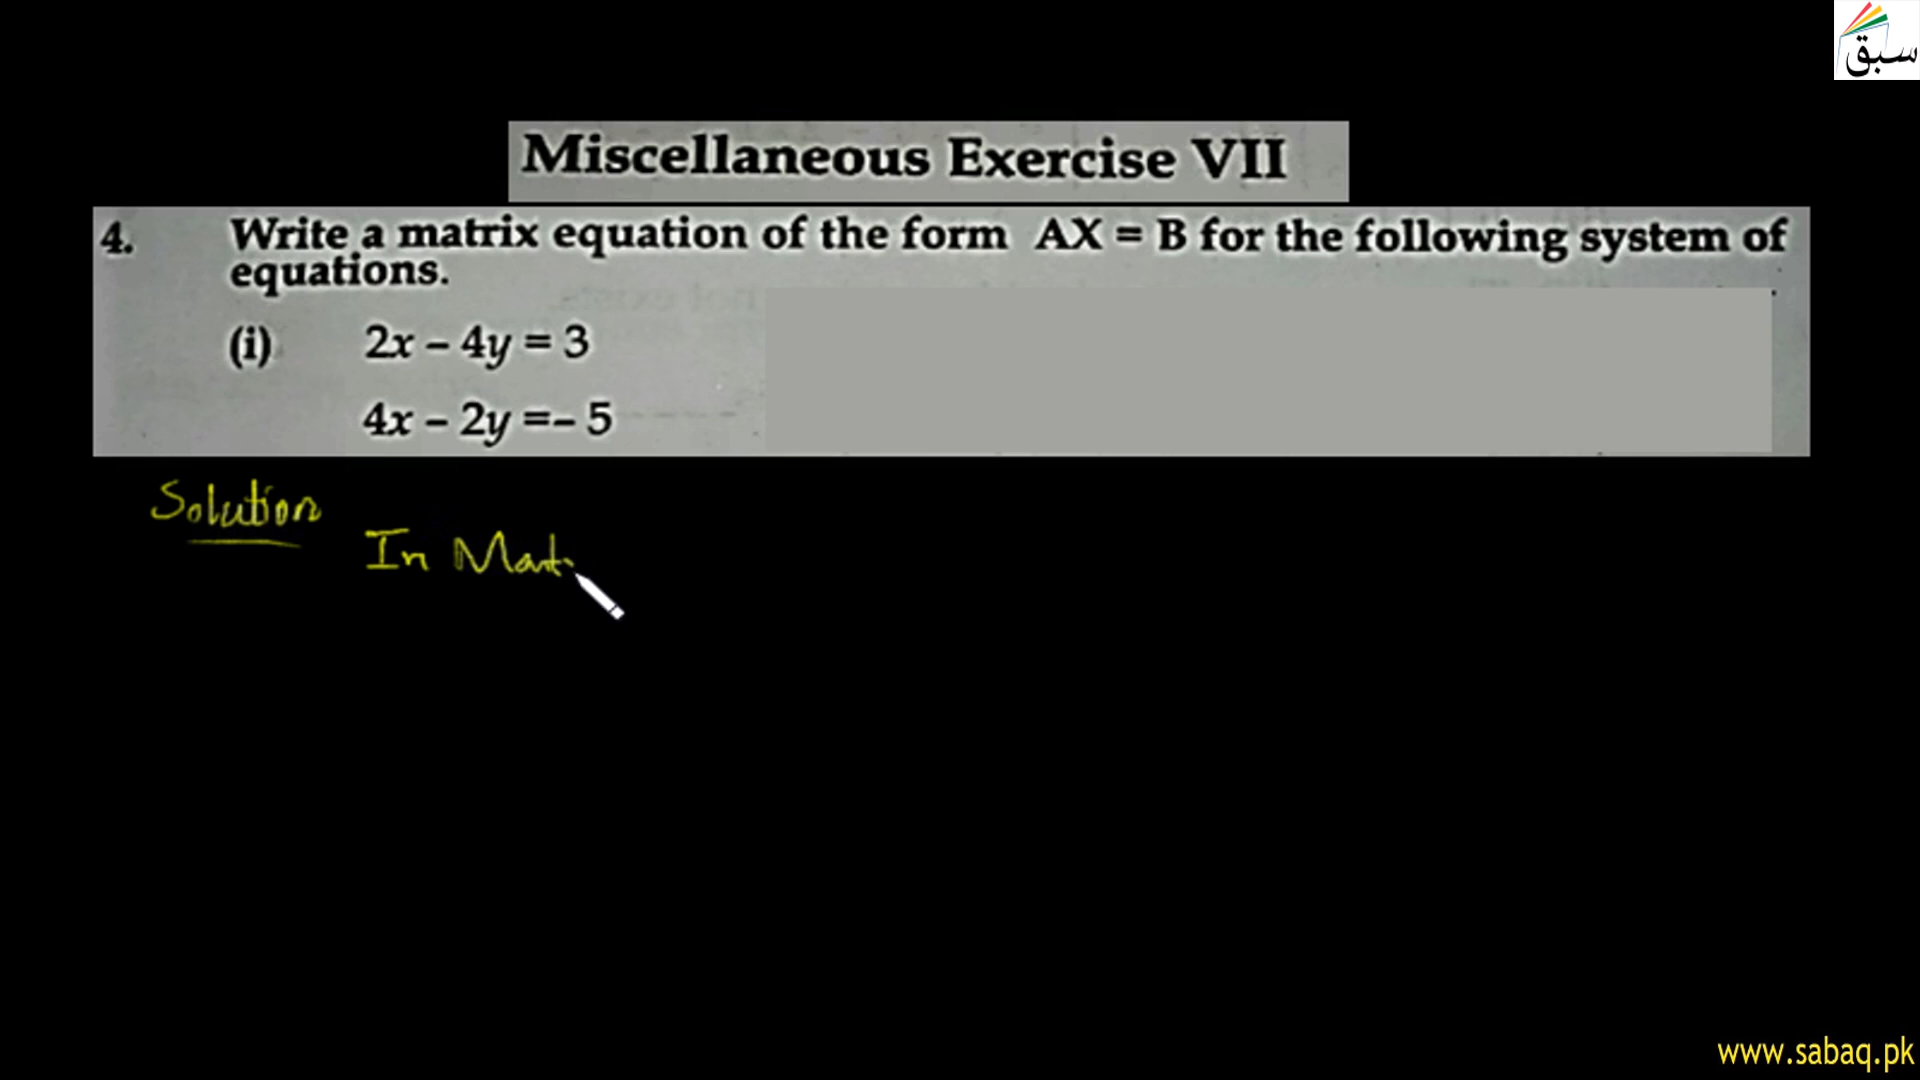 سبق
Miscellaneous Exercise VII
4. Write a matrix equation of the form AX = B for the following system of
equations.
(i) 2x – 4y = 3
4x – 2y =– 5
Solution
In Mat
www.sabaq.pk